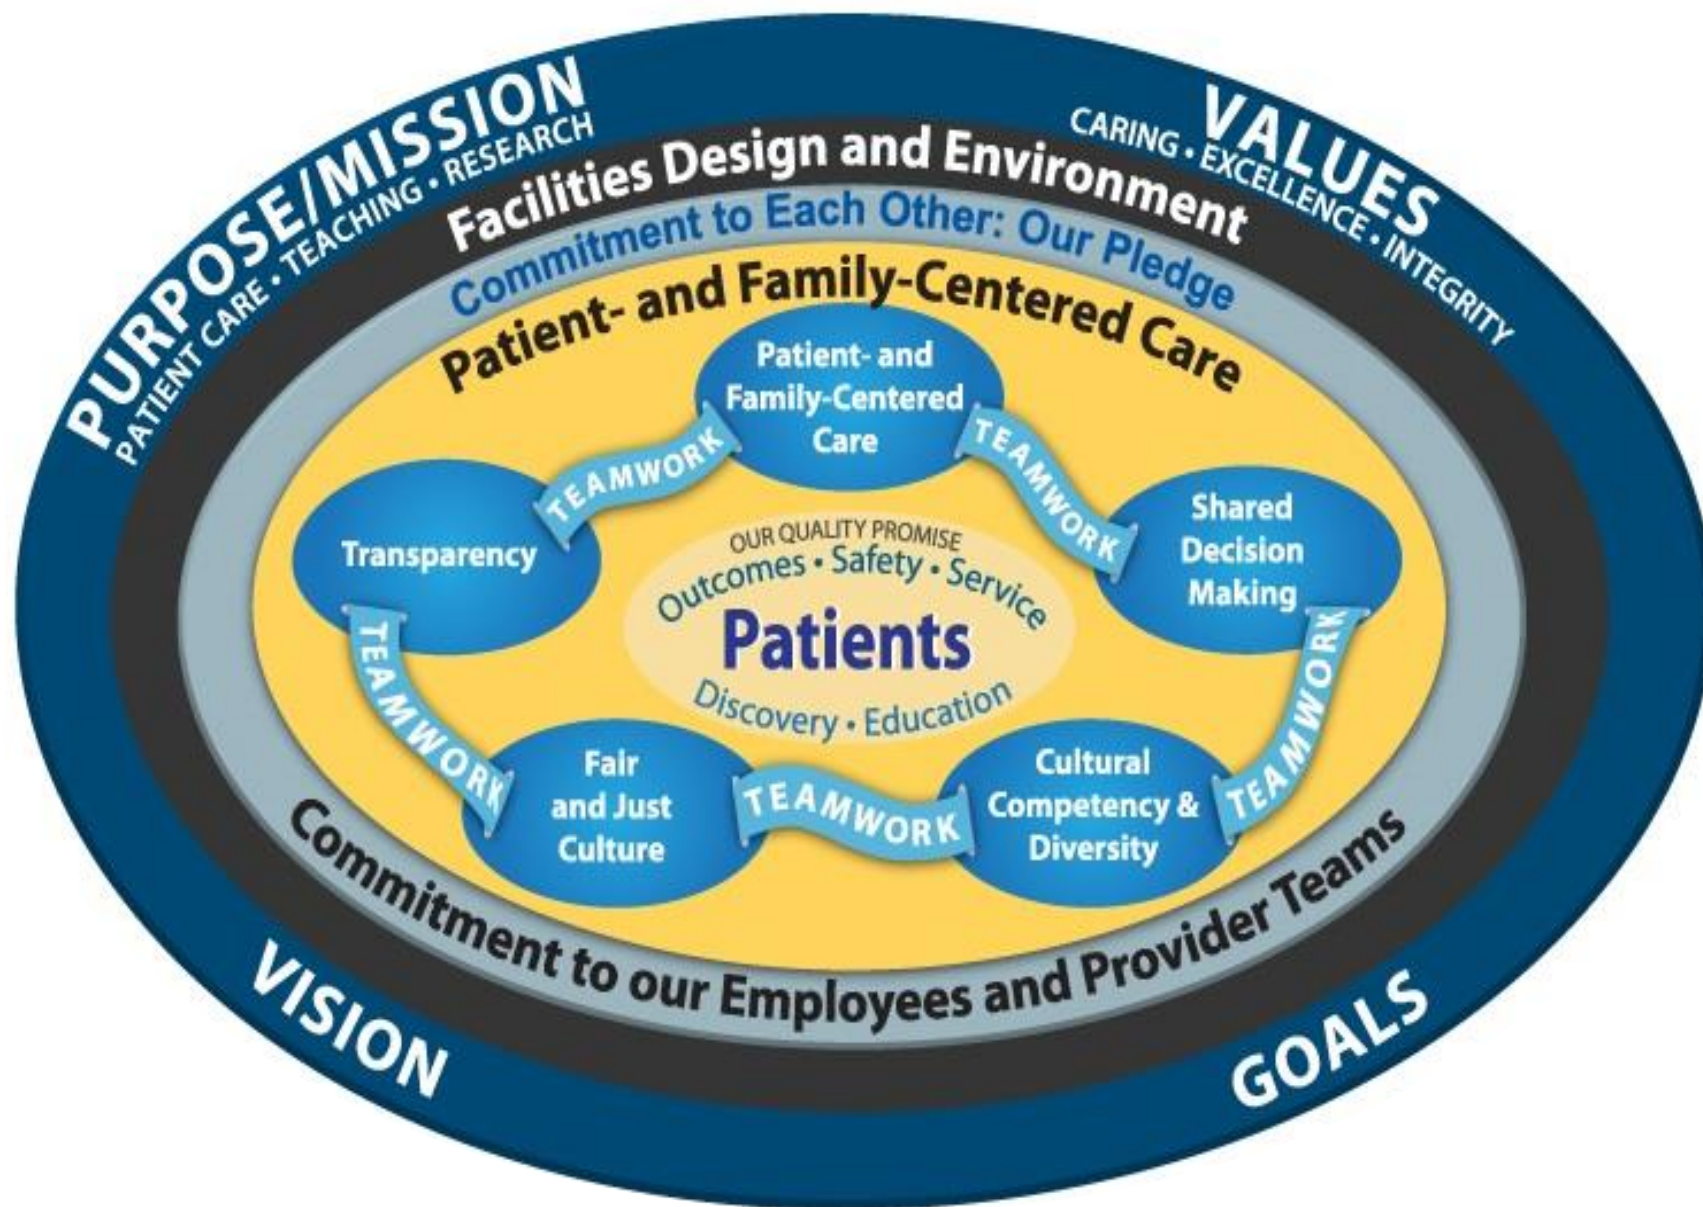 PURPOSE/MISSION
PATIENT CARE • TEACHING • RESEARCH
VALUES
CARING • EXCELLENCE • INTEGRITY
Facilities Design and Environment
Commitment to Each Other: Our Pledge
Patient- and Family-Centered Care
Patient- and
Family-Centered
Care
TEAMWORK
TEAMWORK
Transparency
Shared
Decision
Making
OUR QUALITY PROMISE
Outcomes • Safety • Service
Patients
Discovery • Education
TEAMWORK
TEAMWORK
Fair
and Just
Culture
TEAMWORK
Cultural
Competency &
Diversity
Commitment to our Employees and Provider Teams
VISION
GOALS